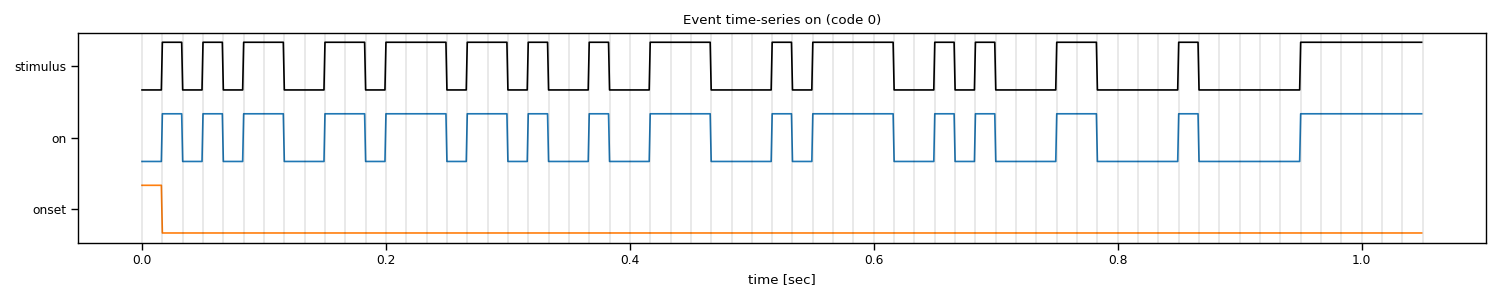 Event time-series on (code 0)
stimulus
on
onset
0.0 0.2 0.4 0.6 0.8 1.0
time [sec]